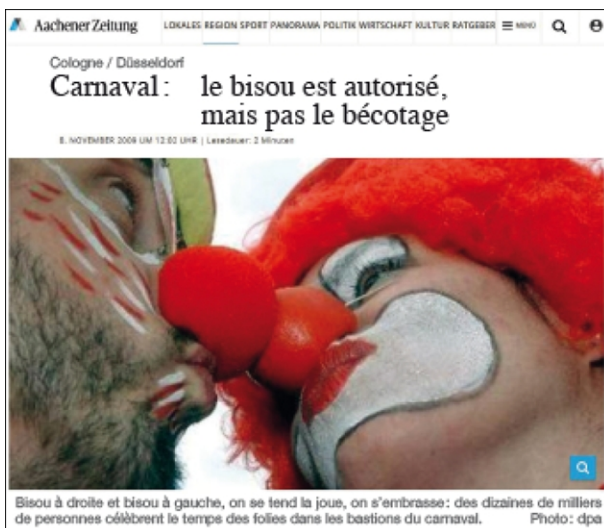 Aachener Zeitung LOKALES REGION SPORT PANORAMA POLITIK WIRTSCHAFT KULTUR RATGEBER MENÜ
Cologne / Düsseldorf
Carnaval : le bisou est autorisé,
mais pas le bécotage
8. NOVEMBER 2006 UM 12:02 UHR | Lesedauer: 2 Minuten
Bisou à droite et bisou à gauche, on se tend la joue, on s'embrasse : des dizaines de milliers
de personnes célèbrent le temps des folies dans les bastions du carnaval. Photo: dpa